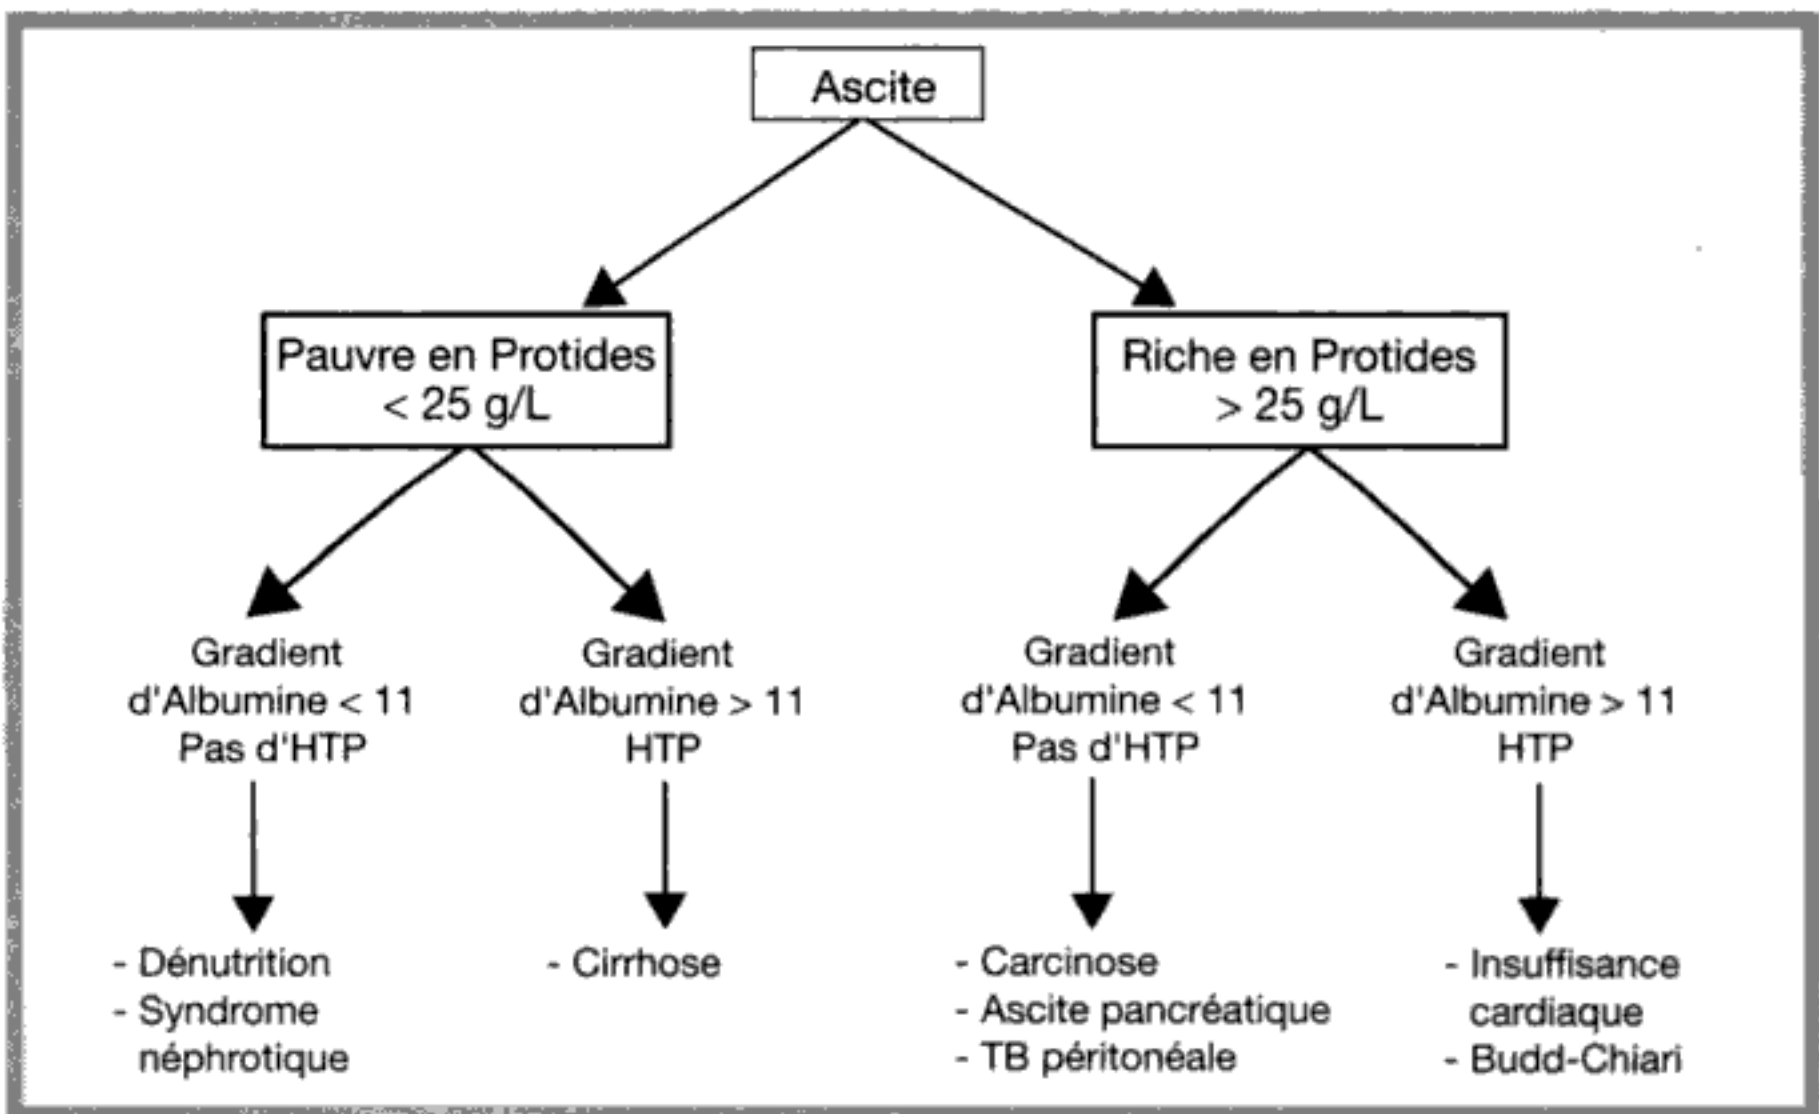 Ascite
Pauvre en Protides
< 25 g/L
Riche en Protides
> 25 g/L
Gradient
d'Albumine < 11
Pas d'HTP
Gradient
d'Albumine > 11
HTP
Gradient
d'Albumine < 11
Pas d'HTP
Gradient
d'Albumine > 11
HTP
- Dénutrition
- Syndrome
néphrotique
- Cirrhose
- Carcinose
- Ascite pancréatique
- TB péritonéale
- Insuffisance
cardiaque
- Budd-Chiari